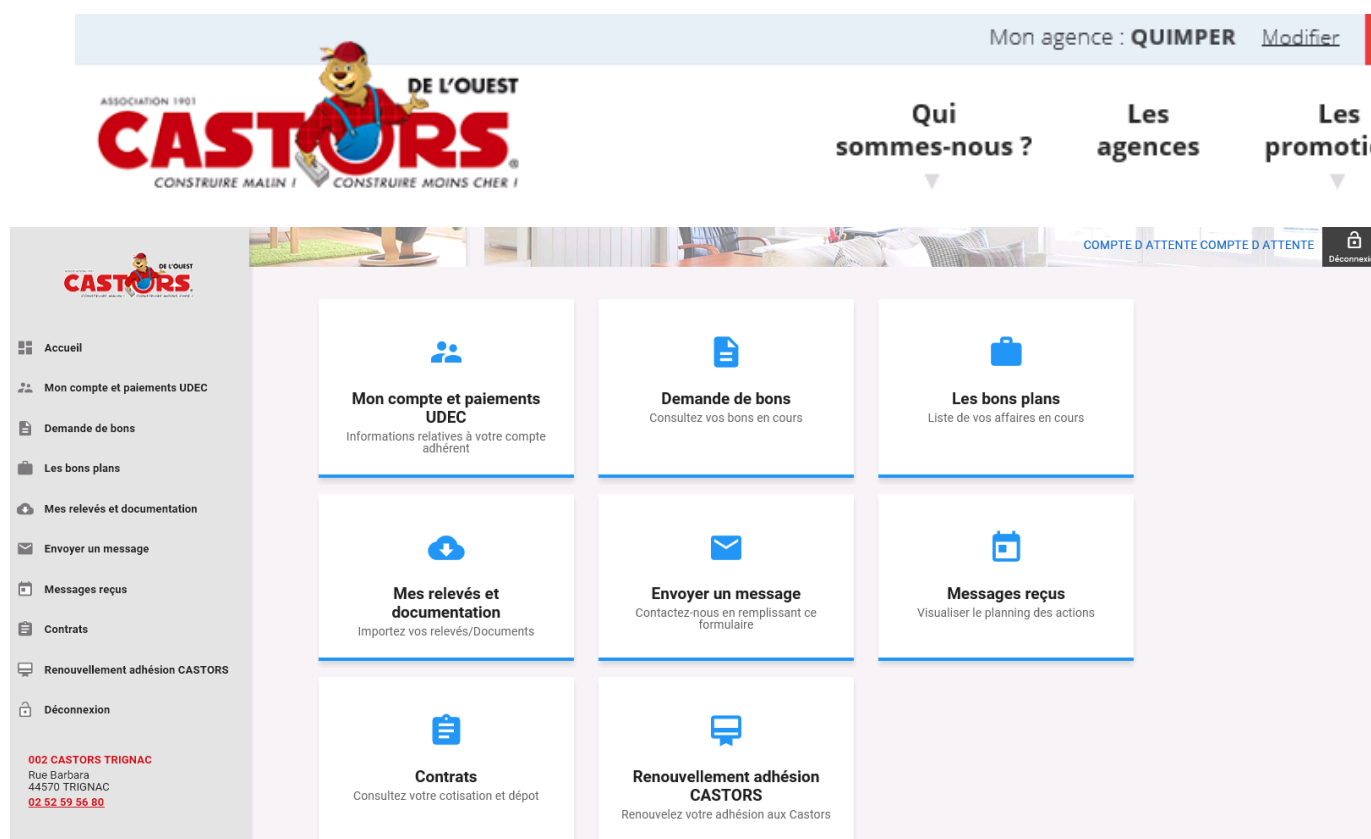 Mon agence : QUIMPER Modifier
ASSOCIATION 1901
DE L'OUEST
CASTORS
CONSTRUIRE MALIN ! CONSTRUIRE MOINS CHER !
Qui
sommes-nous ?
Les
agences
Les
promoti
COMPTE D ATTENTE COMPTE D ATTENTE
Déconnexi
DE L'OUEST
CASTORS
Accueil
Mon compte et paiements UDEC
Demande de bons
Les bons plans
Mes relevés et documentation
Envoyer un message
Messages reçus
Contrats
Renouvellement adhésion CASTORS
Déconnexion
002 CASTORS TRIGNAC
Rue Barbara
44570 TRIGNAC
02 52 59 56 80
Mon compte et paiements
UDEC
Informations relatives à votre compte
adhérent
Demande de bons
Consultez vos bons en cours
Les bons plans
Liste de vos affaires en cours
Mes relevés et
documentation
Importez vos relevés/Documents
Envoyer un message
Contactez-nous en remplissant ce
formulaire
Messages reçus
Visualiser le planning des actions
Contrats
Consultez votre cotisation et dépot
Renouvellement adhésion
CASTORS
Renouvelez votre adhésion aux Castors